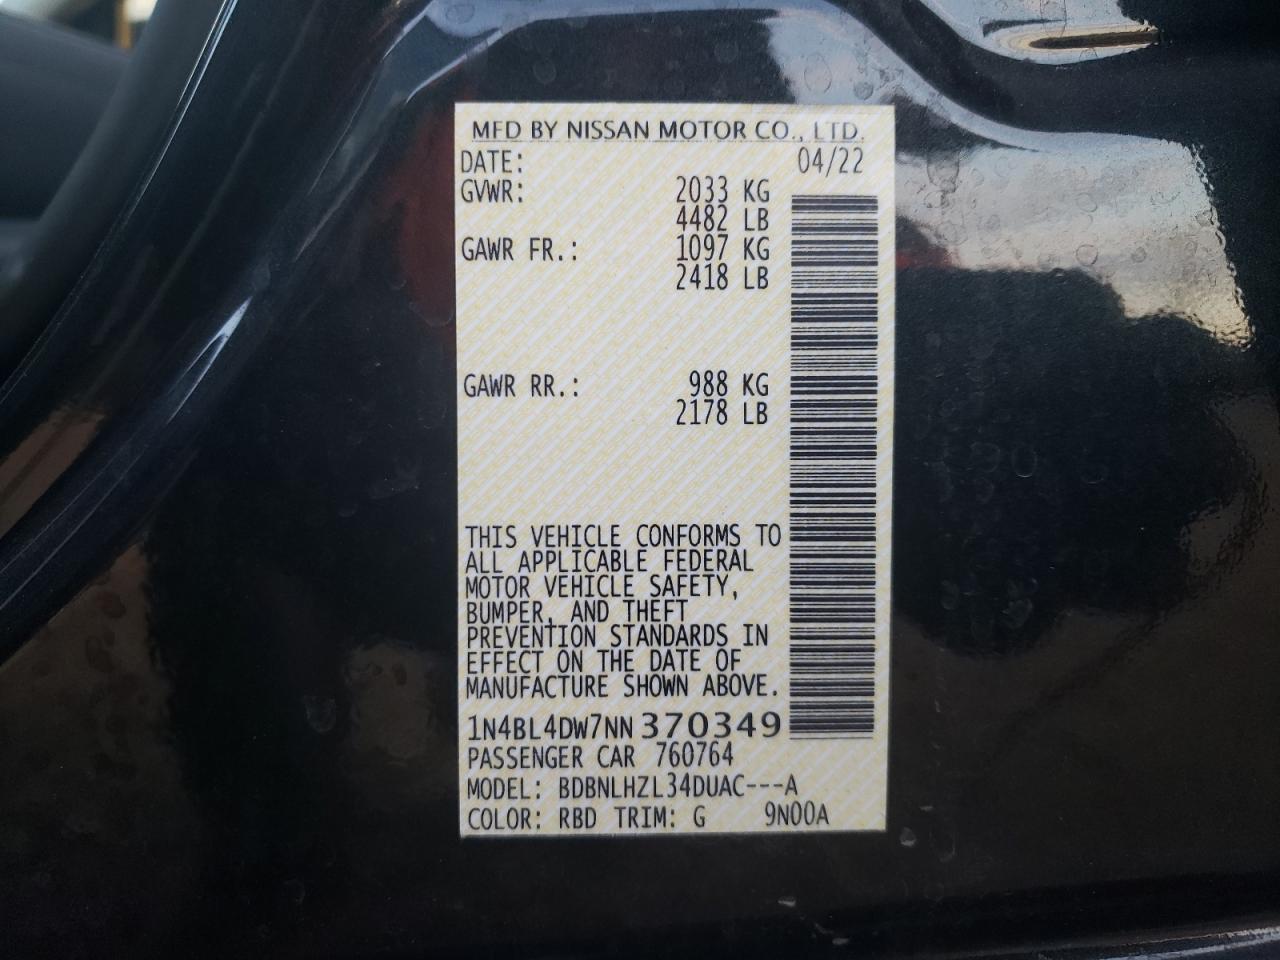 MFD BY NISSAN MOTOR CO., LTD.
DATE: 04/22
GVWR: 2033 KG
4482 LB
GAWR FR.: 1097 KG
2418 LB
GAWR RR.: 988 KG
2178 LB
THIS VEHICLE CONFORMS TO
ALL APPLICABLE FEDERAL
MOTOR VEHICLE SAFETY,
BUMPER, AND THEFT
PREVENTION STANDARDS IN
EFFECT ON THE DATE OF
MANUFACTURE SHOWN ABOVE.
1N4BL4DW7NN370349
PASSENGER CAR 760764
MODEL: BDBNLHZL34DUAC---A
COLOR: RBD TRIM: G 9N00A